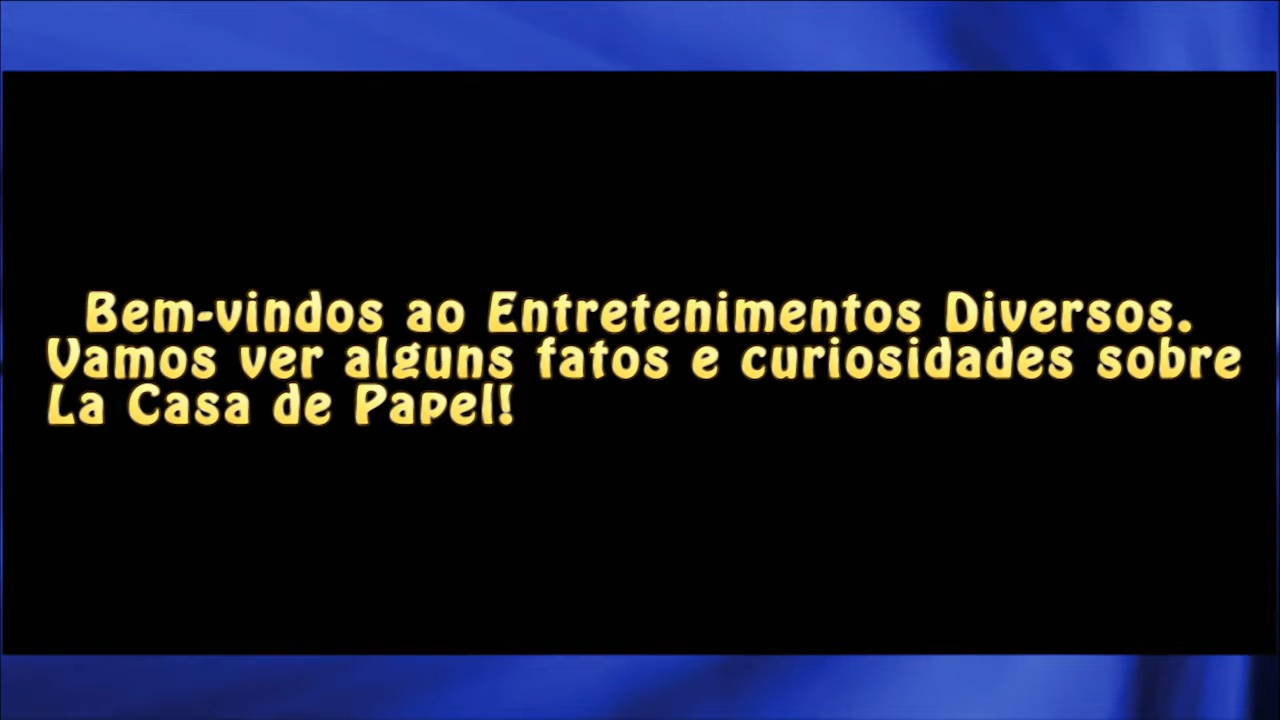 Bem-vindos ao Entretenimentos Diversos.
Vamos ver alguns fatos e curiosidades sobre
La Casa de Papel!